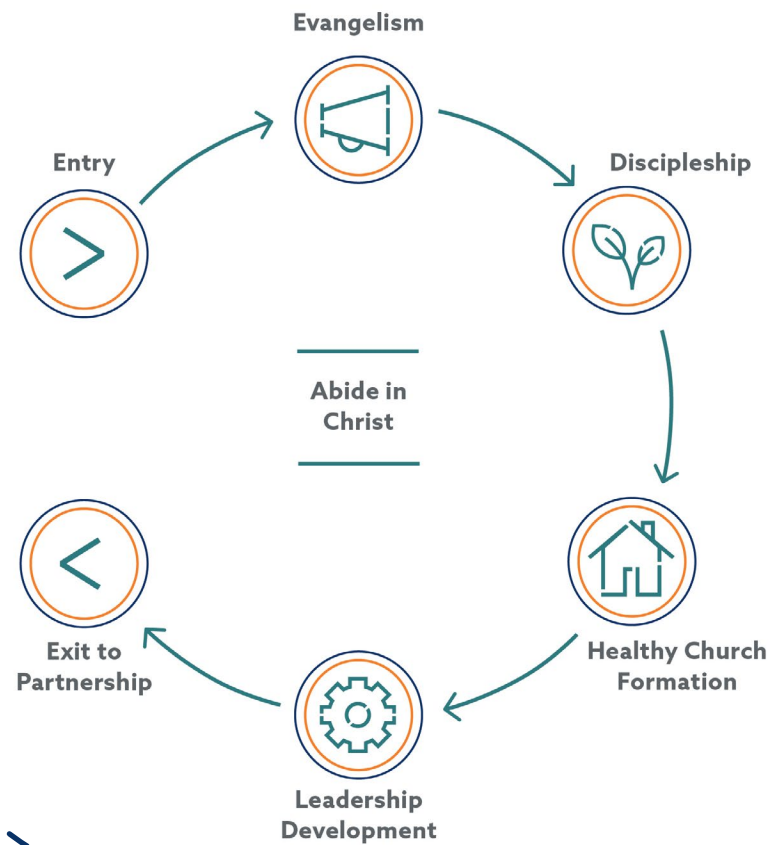 Evangelism
Entry
Discipleship
Abide in
Christ
Healthy Church
Formation
Leadership
Development
Exit to
Partnership